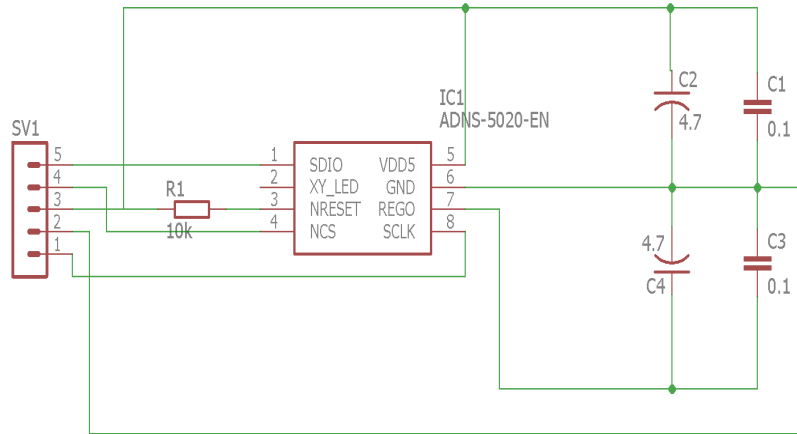 SV1
5
4
3
2
1
R1
10k
IC1
ADNS-5020-EN
1 SDIO VDD5 5
2 XY_LED GND 6
3 NRESET REGO 7
4 NCS SCLK 8
C2
4.7
C1
0.1
4.7
C4
C3
0.1